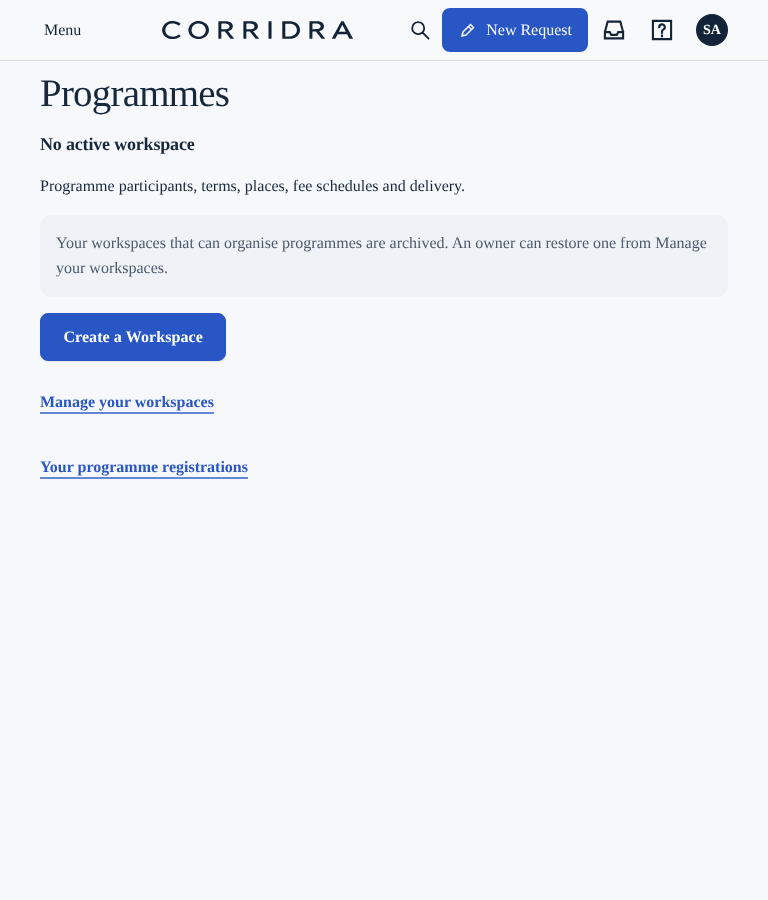 Menu
CORRIDRA
New Request
SA
Programmes
No active workspace
Programme participants, terms, places, fee schedules and delivery.
Your workspaces that can organise programmes are archived. An owner can restore one from Manage
your workspaces.
Create a Workspace
Manage your workspaces
Your programme registrations